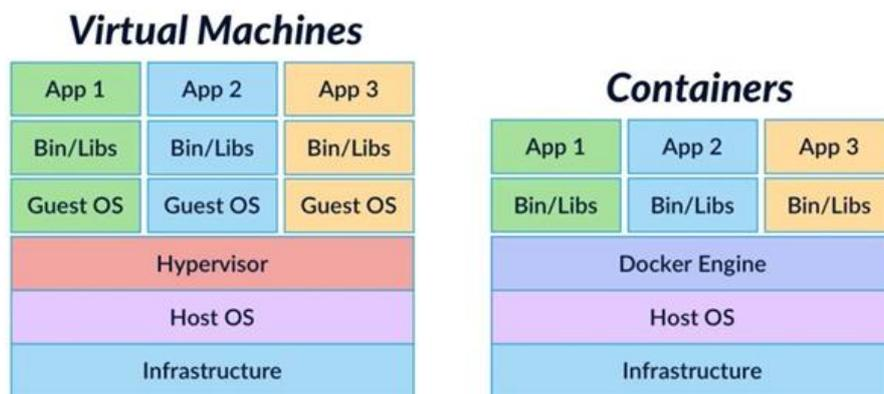 Virtual Machines
App 1 App 2 App 3
Bin/Libs Bin/Libs Bin/Libs
Guest OS Guest OS Guest OS
Hypervisor
Host OS
Infrastructure
Containers
App 1 App 2 App 3
Bin/Libs Bin/Libs Bin/Libs
Docker Engine
Host OS
Infrastructure